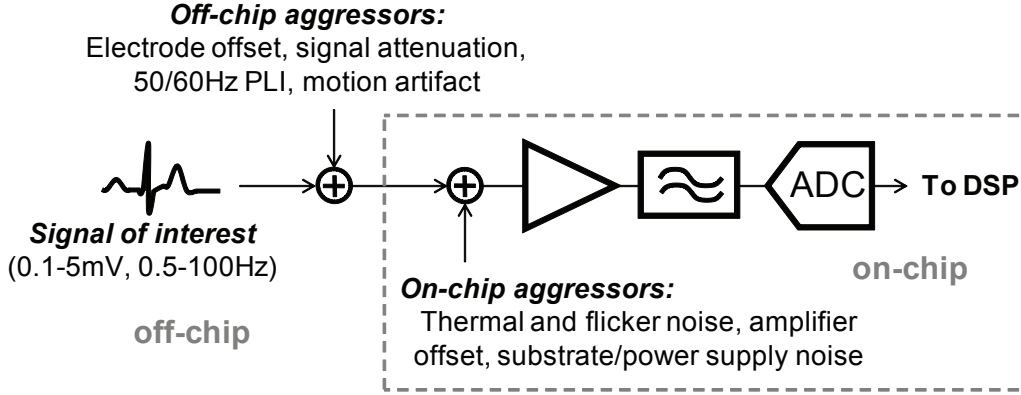 Off-chip aggressors:
Electrode offset, signal attenuation,
50/60Hz PLI, motion artifact
ADC
To DSP
Signal of interest
(0.1-5mV, 0.5-100Hz)
on-chip
On-chip aggressors:
Thermal and flicker noise, amplifier
offset, substrate/power supply noise
off-chip